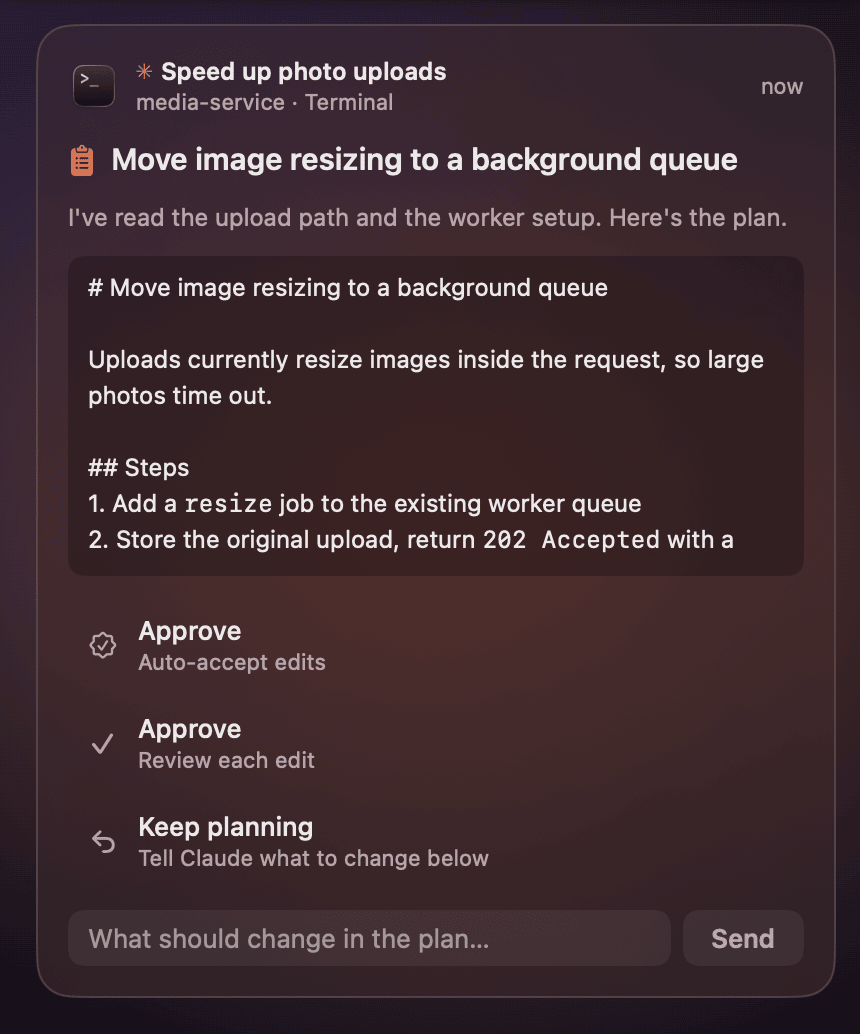 >_
✳ Speed up photo uploads
now
media-service · Terminal
Move image resizing to a background queue
I've read the upload path and the worker setup. Here's the plan.
# Move image resizing to a background queue
Uploads currently resize images inside the request, so large
photos time out.
## Steps
1. Add a resize job to the existing worker queue
2. Store the original upload, return 202 Accepted with a
Approve
Auto-accept edits
Approve
Review each edit
Keep planning
Tell Claude what to change below
What should change in the plan...
Send